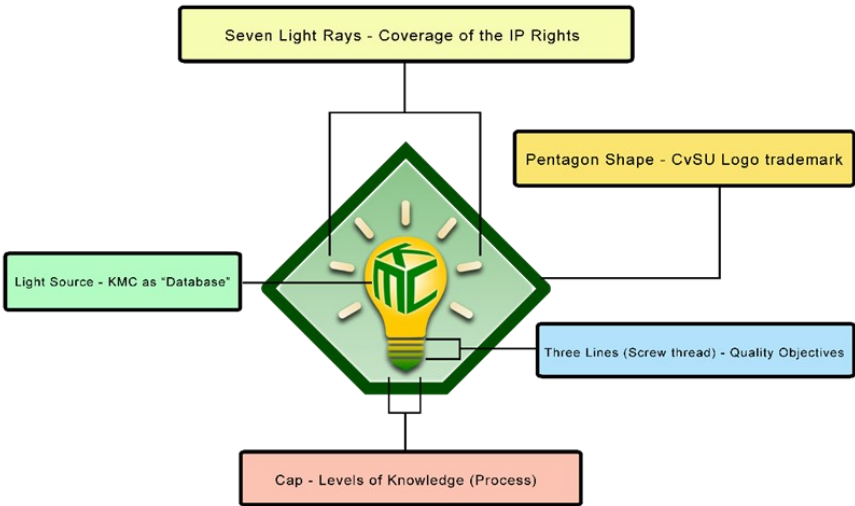 Seven Light Rays - Coverage of the IP Rights
Pentagon Shape - CvSU Logo trademark
Light Source - KMC as “Database”
KMC
Three Lines (Screw thread) - Quality Objectives
Cap - Levels of Knowledge (Process)